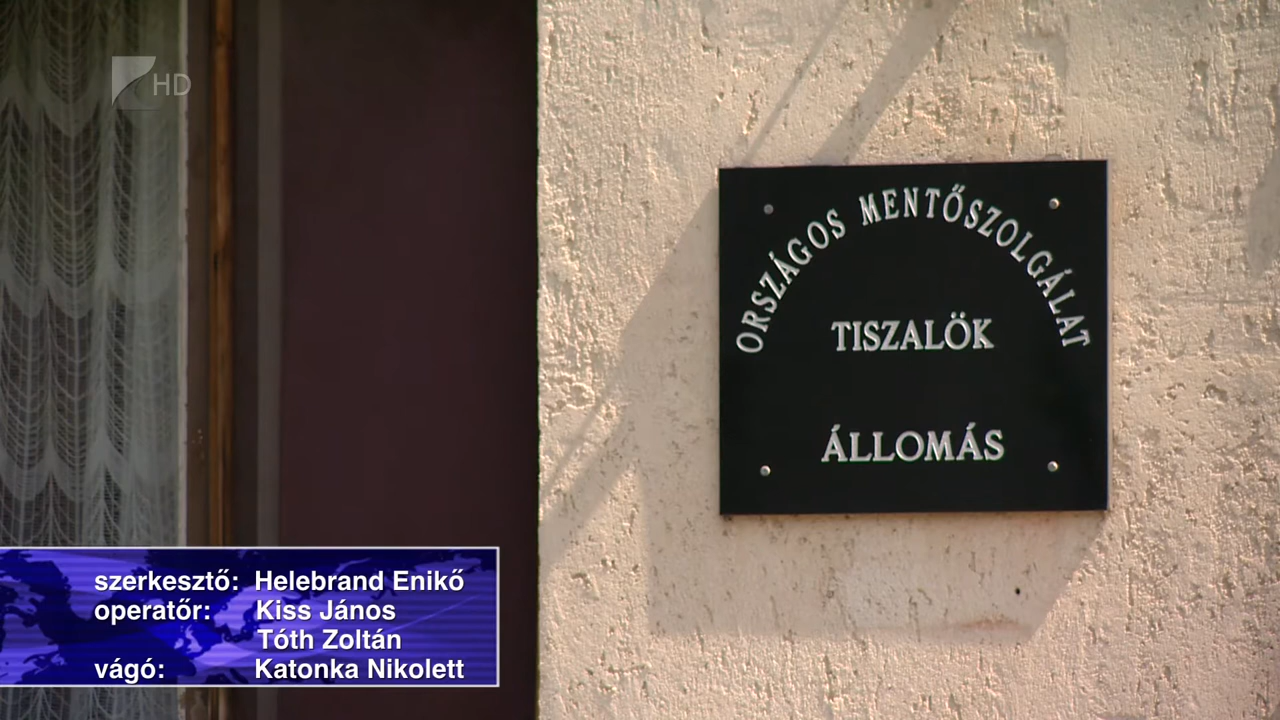 HD
ORSZÁGOS MENTŐSZOLGÁLAT
TISZALÖK
ÁLLOMÁS
szerkesztő: Helebrand Enikő
operatőr: Kiss János
Tóth Zoltán
vágó: Katonka Nikolett